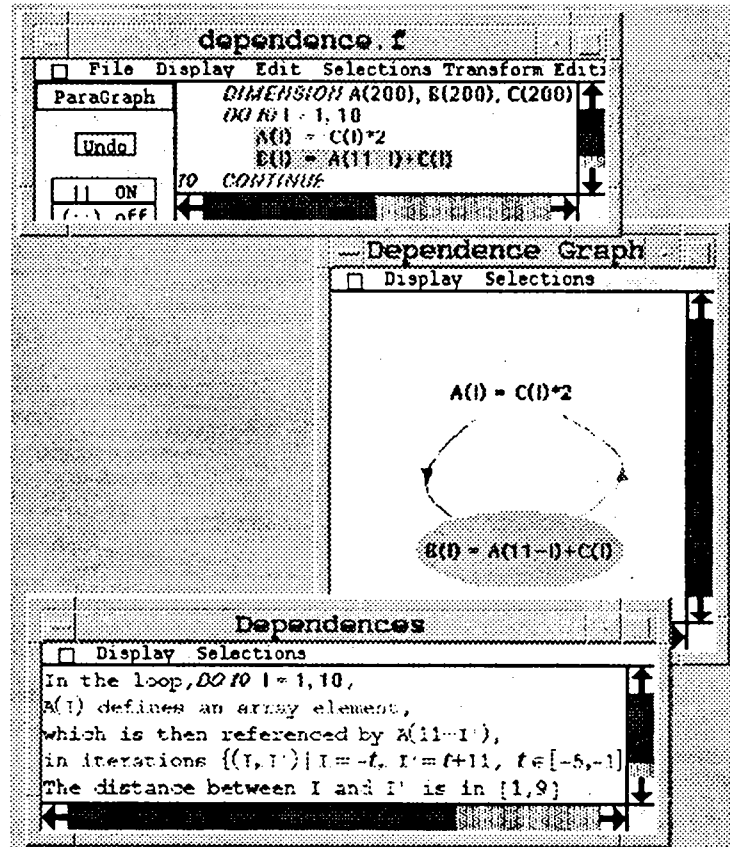 dependence.f
File Display Edit Selections Transform Editi
ParaGraph
Undo
|| ON
(::) off
DIMENSION A(200), B(200), C(200)
DO 10 I = 1, 10
A(I) = C(I)*2
B(I) = A(11-I)+C(I)
10 CONTINUE
Dependence Graph
Display Selections
A(I) = C(I)*2
B(I) = A(11-I)+C(I)
Dependences
Display Selections
In the loop, DO 10 I = 1, 10,
A(I) defines an array element,
which is then referenced by A(11-I'),
in iterations {(I, I') | I = -t, I' = t+11, t∈[-5,-1]
The distance between I and I' is in [1,9]